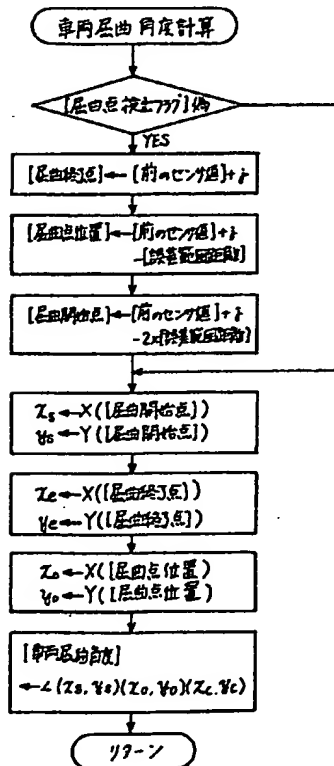 車両屈曲角度計算
[屈曲点検出フラグ]偽
YES
[屈曲終了点]←[前のセンサ値]+j
[屈曲点位置]←[前のセンサ値]+j
-[誤差範囲距離]
[屈曲開始点]←[前のセンサ値]+j
-2×[誤差範囲距離]
xs←X([屈曲開始点])
ys←Y([屈曲開始点])
xe←X([屈曲終了点])
ye←Y([屈曲終了点])
xo←X([屈曲点位置)
yo←Y([屈曲点位置)
[車両屈曲角度]
←∠(xs,ys)(xo,yo)(xe,ye)
リターン